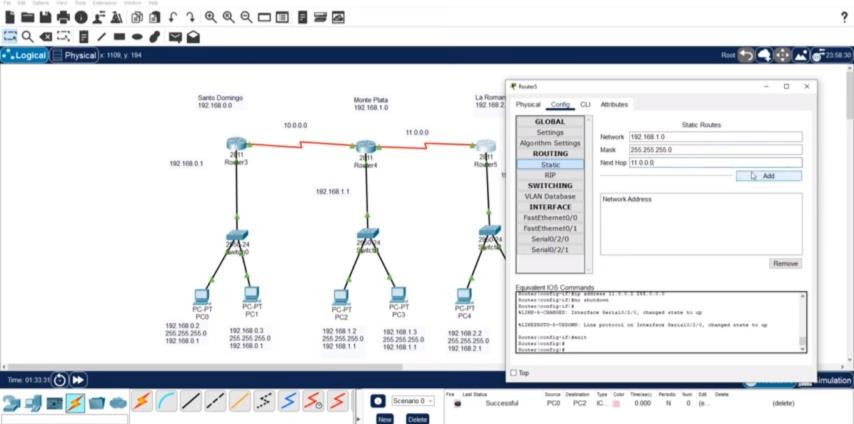 File Edit Options View Tools Extensions Window Help
Logical
Physical x: 1109, y: 194
Root
23:58:30
Santo Domingo
192.168.0.0
Monte Plata
192.168.1.0
La Roman
192.168.2.
10.0.0.0
11.0.0.0
2811
Router3
2811
Router4
2811
Router5
192.168.0.1
192.168.1.1
2950-24
Switch0
2950-24
PC-PT
PC0
PC-PT
PC1
PC-PT
PC2
PC-PT
PC3
PC-PT
PC4
192.168.0.2
255.255.255.0
192.168.0.1
192.168.0.3
255.255.255.0
192.168.0.1
192.168.1.2
255.255.255.0
192.168.1.1
192.168.1.3
255.255.255.0
192.168.1.1
192.168.2.2
255.255.255.0
192.168.2.1
Router5
Physical Config CLI Attributes
GLOBAL
Settings
Algorithm Settings
ROUTING
Static
RIP
SWITCHING
VLAN Database
INTERFACE
FastEthernet0/0
FastEthernet0/1
Serial0/2/0
Serial0/2/1
Static Routes
Network 192.168.1.0
Mask 255.255.255.0
Next Hop 11.0.0.0
Add
Network Address
Remove
Equivalent IOS Commands
Router(config-if)#ip address 11.0.0.2 255.0.0.0
Router(config-if)#no shutdown
Router(config-if)#
%LINK-5-CHANGED: Interface Serial0/2/0, changed state to up
%LINEPROTO-5-UPDOWN: Line protocol on Interface Serial0/2/0, changed state to up
Router(config-if)#exit
Router(config)#
Router(config)#
Top
Time: 01:33:31
imulation
Scenario 0
New
Delete
Fire Last Status Source Destination Type Color Time(sec) Periodic Num Edit Delete
Successful PC0 PC2 IC... 0.000 N 0 (e... (delete)